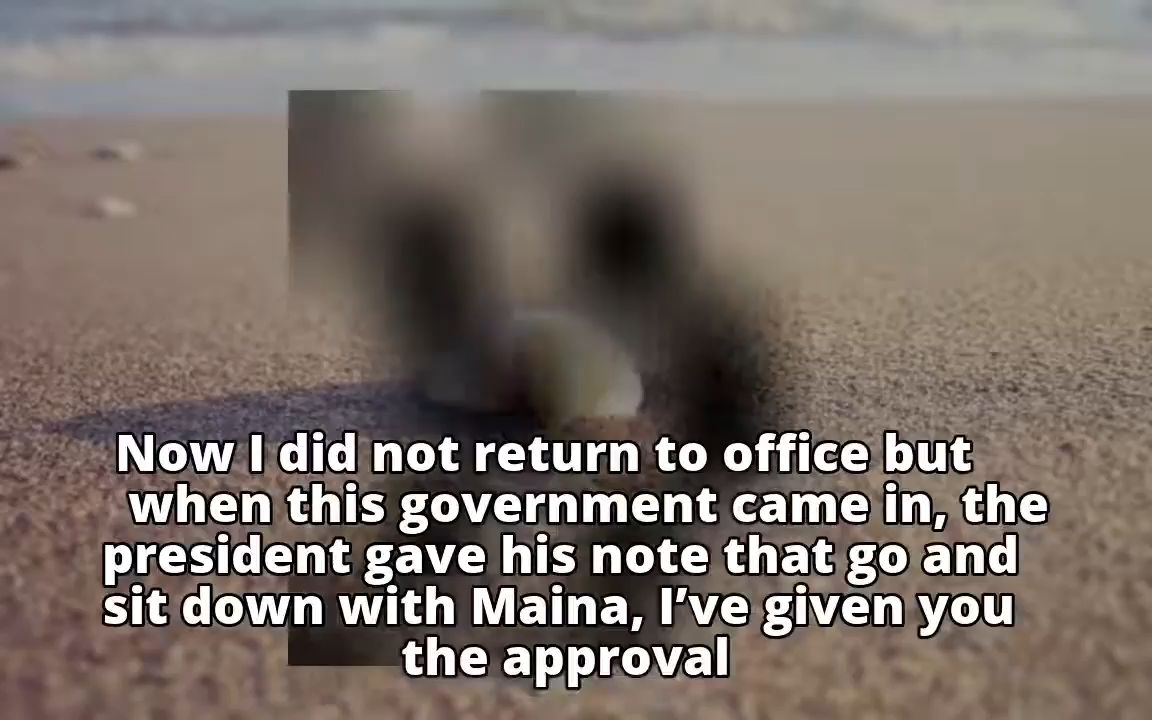 Now I did not return to office but
when this government came in, the
president gave his note that go and
sit down with Maina, I’ve given you
the approval